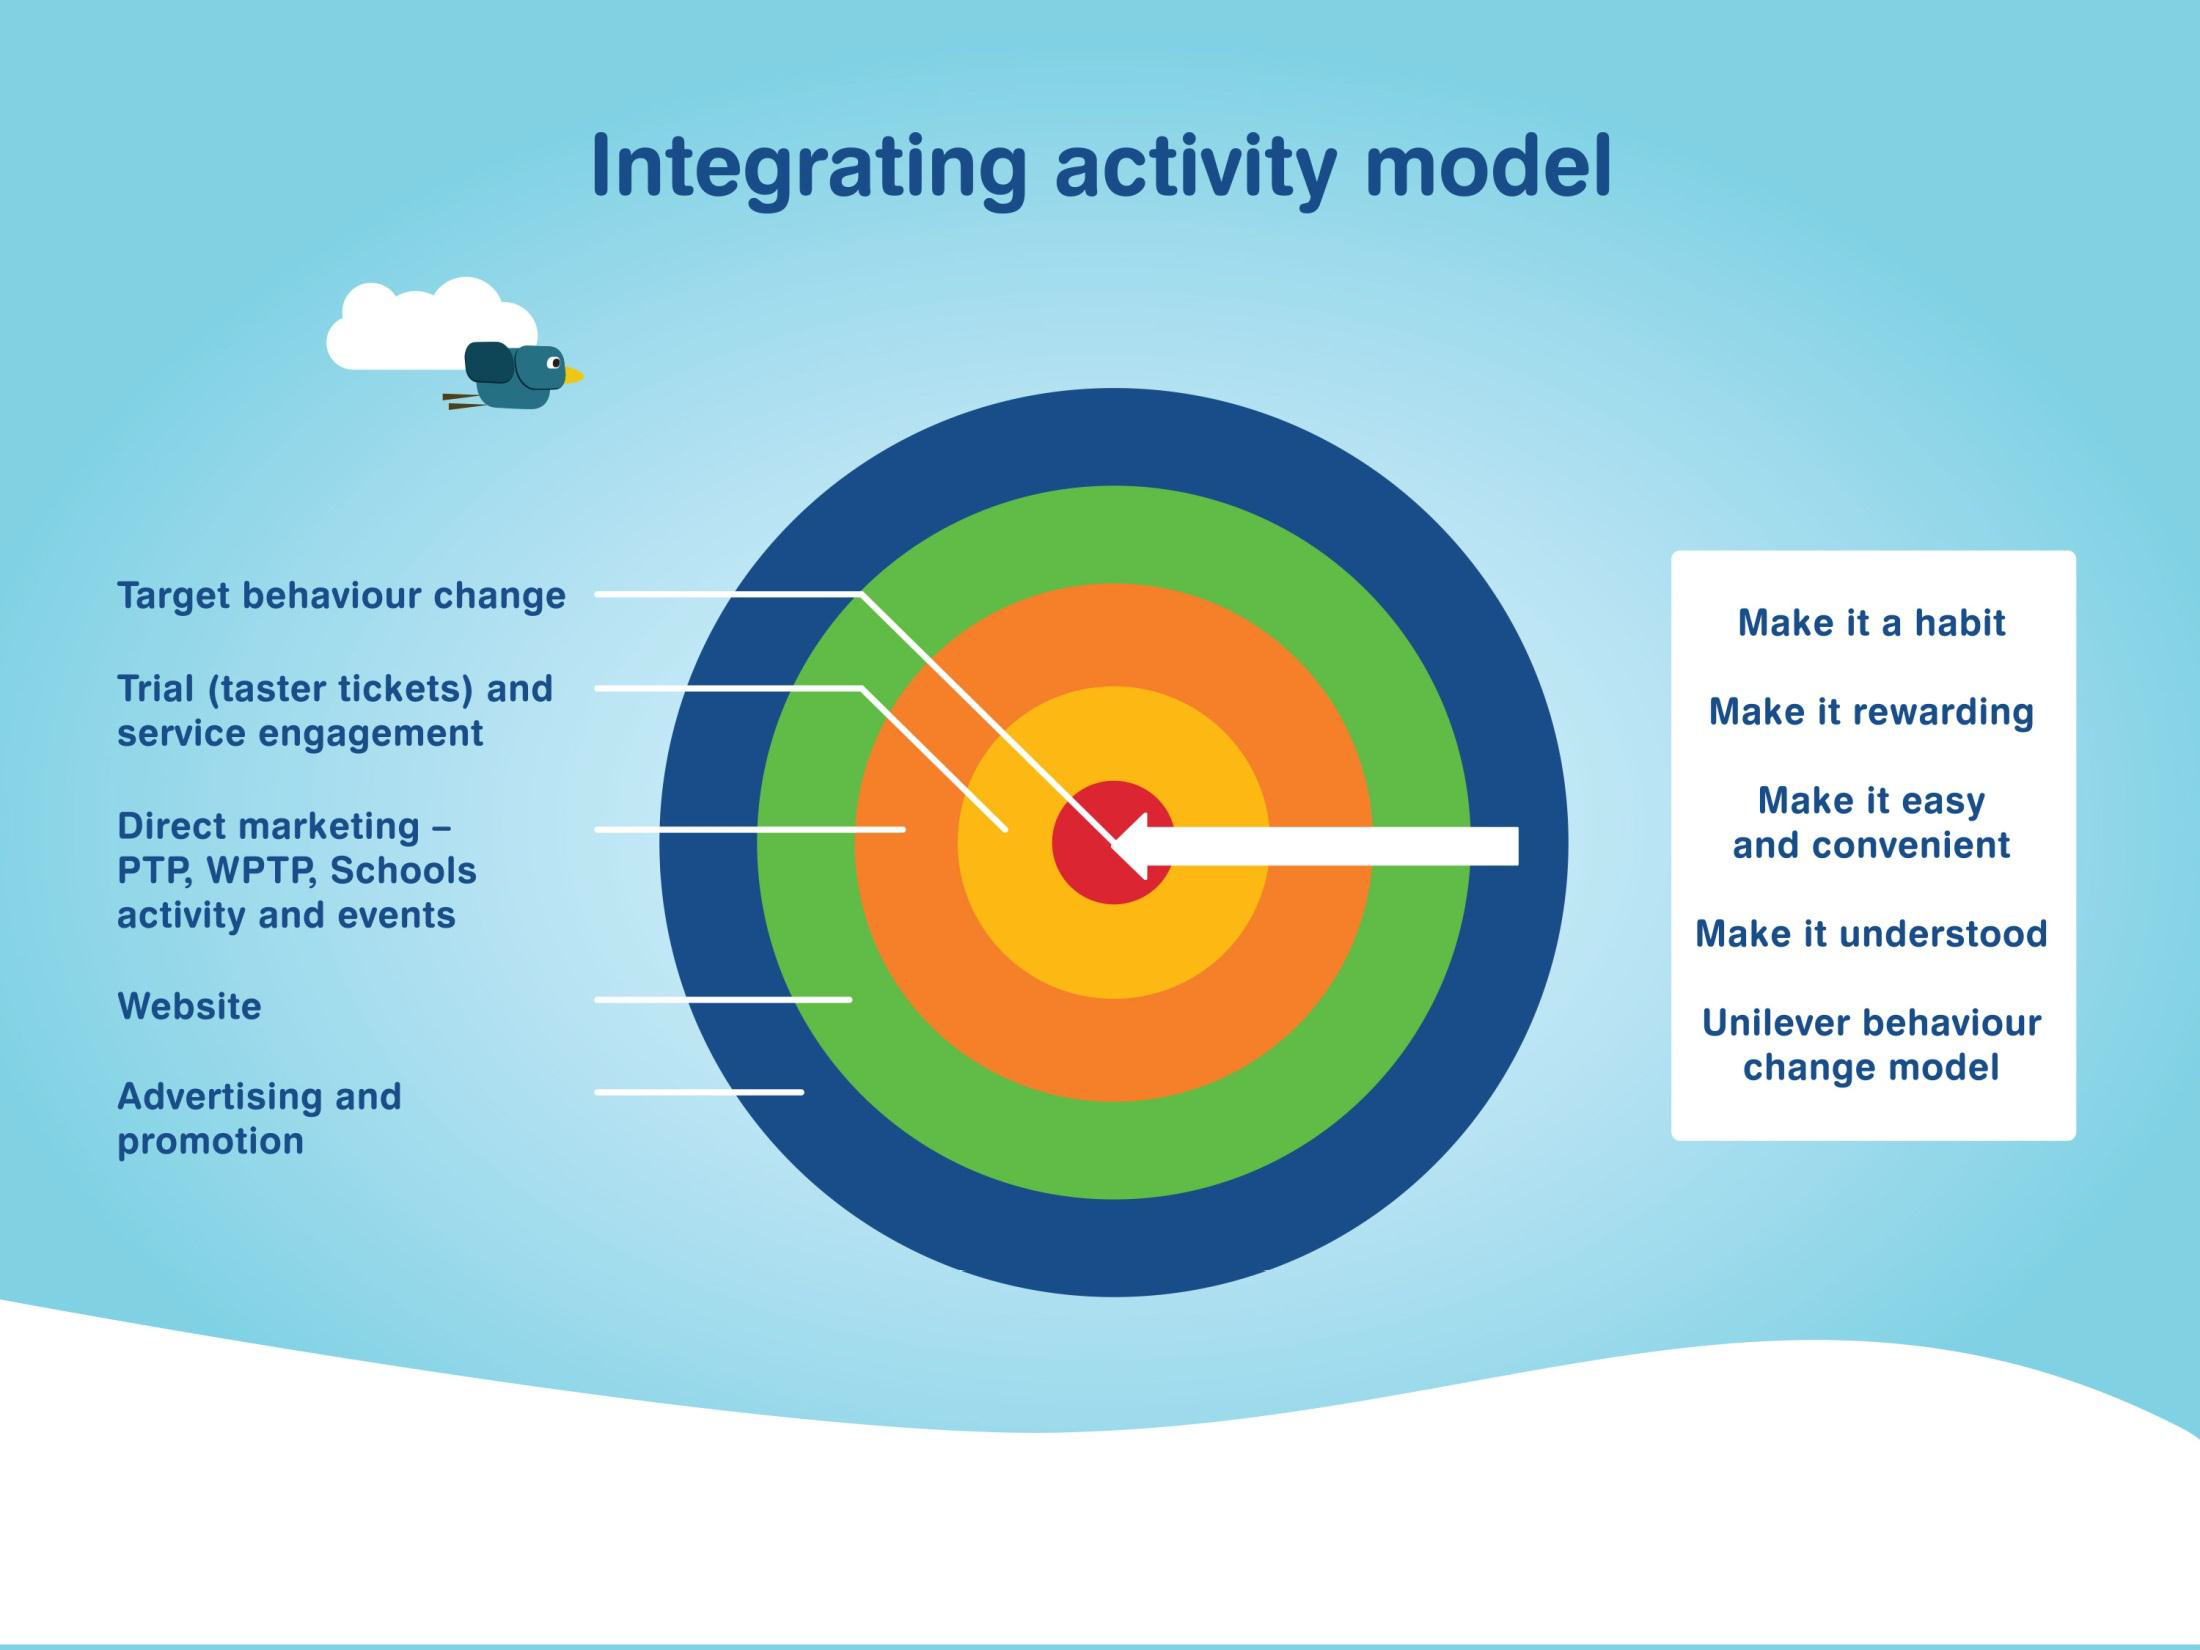 Integrating activity model
Target behaviour change
Trial (taster tickets) and
service engagement
Direct marketing –
PTP, WPTP, Schools
activity and events
Website
Advertising and
promotion
Make it a habit
Make it rewarding
Make it easy
and convenient
Make it understood
Unilever behaviour
change model